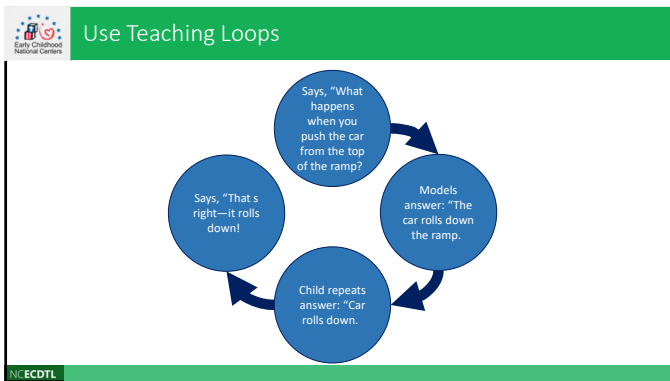 Early Childhood
National Centers
Use Teaching Loops
Says, “What
happens
when you
push the car
from the top
of the ramp?
Models
answer: “The
car rolls down
the ramp.
Child repeats
answer: “Car
rolls down.
Says, “That s
right—it rolls
down!
NCECDTL